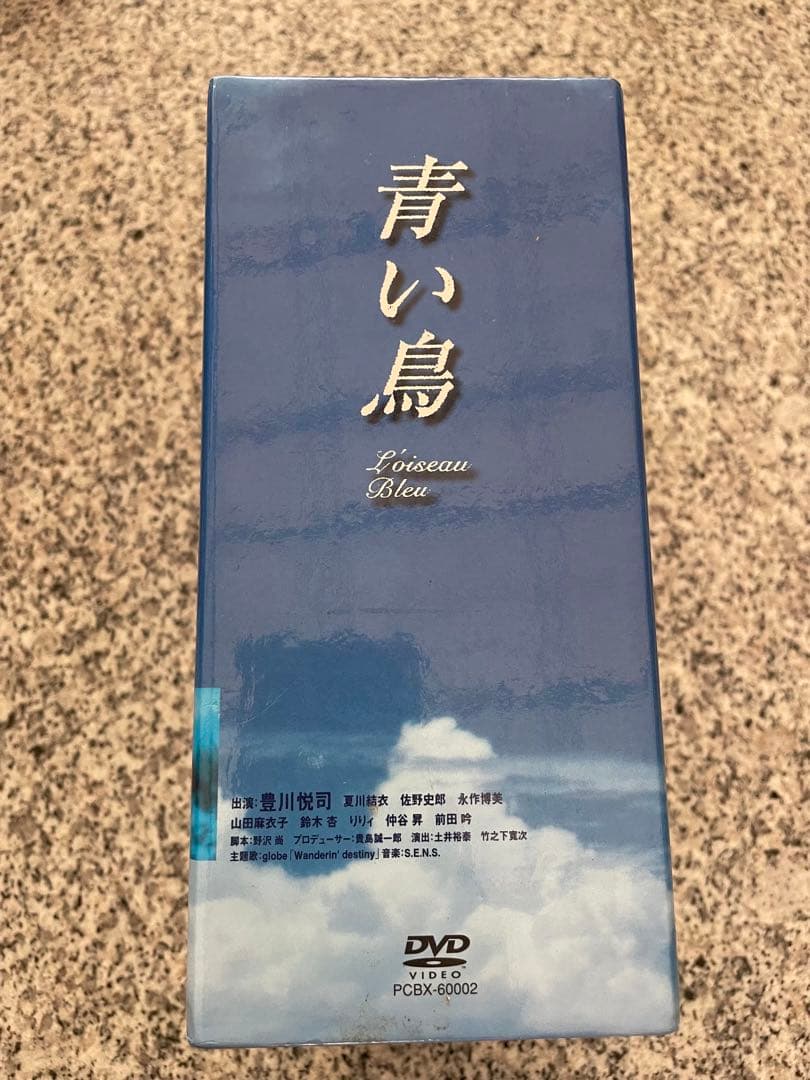 青い鳥
L'oiseau
Bleu
出演:豊川悦司 夏川結衣 佐野史郎 永作博美
山田麻衣子 鈴木 杏 りりィ 仲谷 昇 前田 吟
脚本:野沢 尚 プロデューサー:貴島誠一郎 演出:土井裕泰 竹之下寛次
主題歌:globe「Wanderin' destiny」音楽:S.E.N.S.
DVD
VIDEO™
PCBX-60002